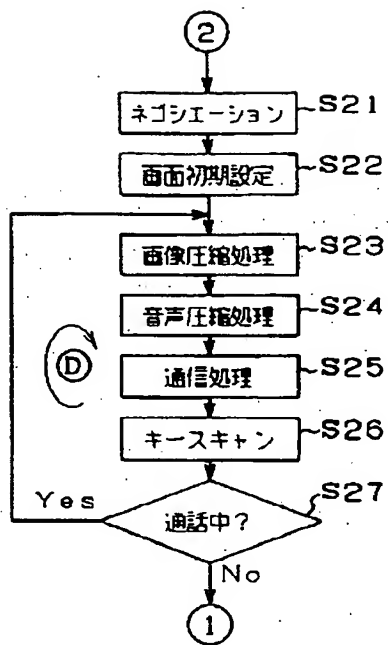 2
ネゴシエーション S21
画面初期設定 S22
画像圧縮処理 S23
音声圧縮処理 S24
D
通信処理 S25
キースキャン S26
通話中? S27
Yes
No
1